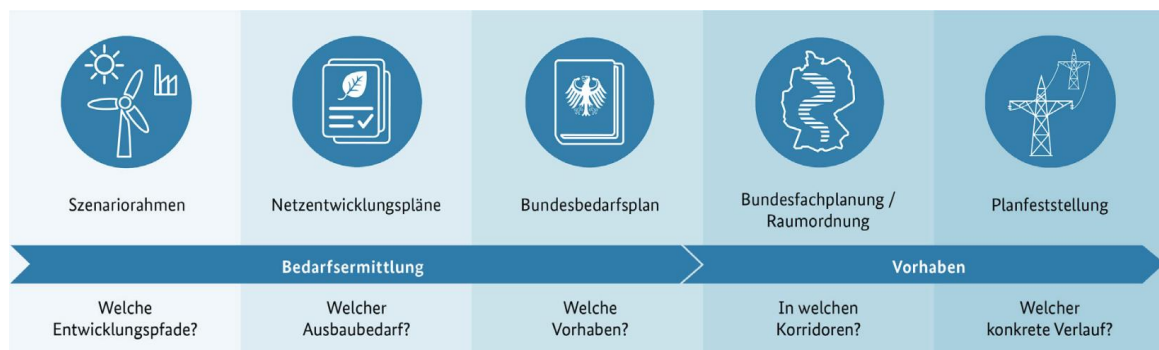 Szenariorahmen
Netzentwicklungspläne
Bundesbedarfsplan
Bundesfachplanung /
Raumordnung
Planfeststellung
Bedarfsermittlung
Vorhaben
Welche
Entwicklungspfade?
Welcher
Ausbaubedarf?
Welche
Vorhaben?
In welchen
Korridoren?
Welcher
konkrete Verlauf?